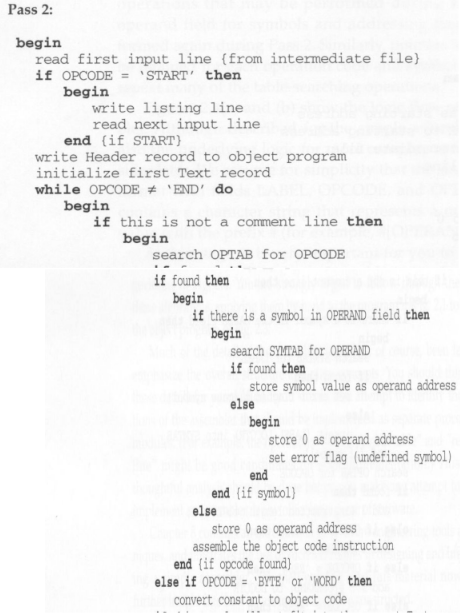 Pass 2:
begin
read first input line {from intermediate file}
if OPCODE = 'START' then
begin
write listing line
read next input line
end {if START}
write Header record to object program
initialize first Text record
while OPCODE ≠ 'END' do
begin
if this is not a comment line then
begin
search OPTAB for OPCODE
if found then
begin
if there is a symbol in OPERAND field then
begin
search SYMTAB for OPERAND
if found then
store symbol value as operand address
else
begin
store 0 as operand address
set error flag (undefined symbol)
end
end {if symbol}
else
store 0 as operand address
assemble the object code instruction
end {if opcode found}
else if OPCODE = 'BYTE' or 'WORD' then
convert constant to object code